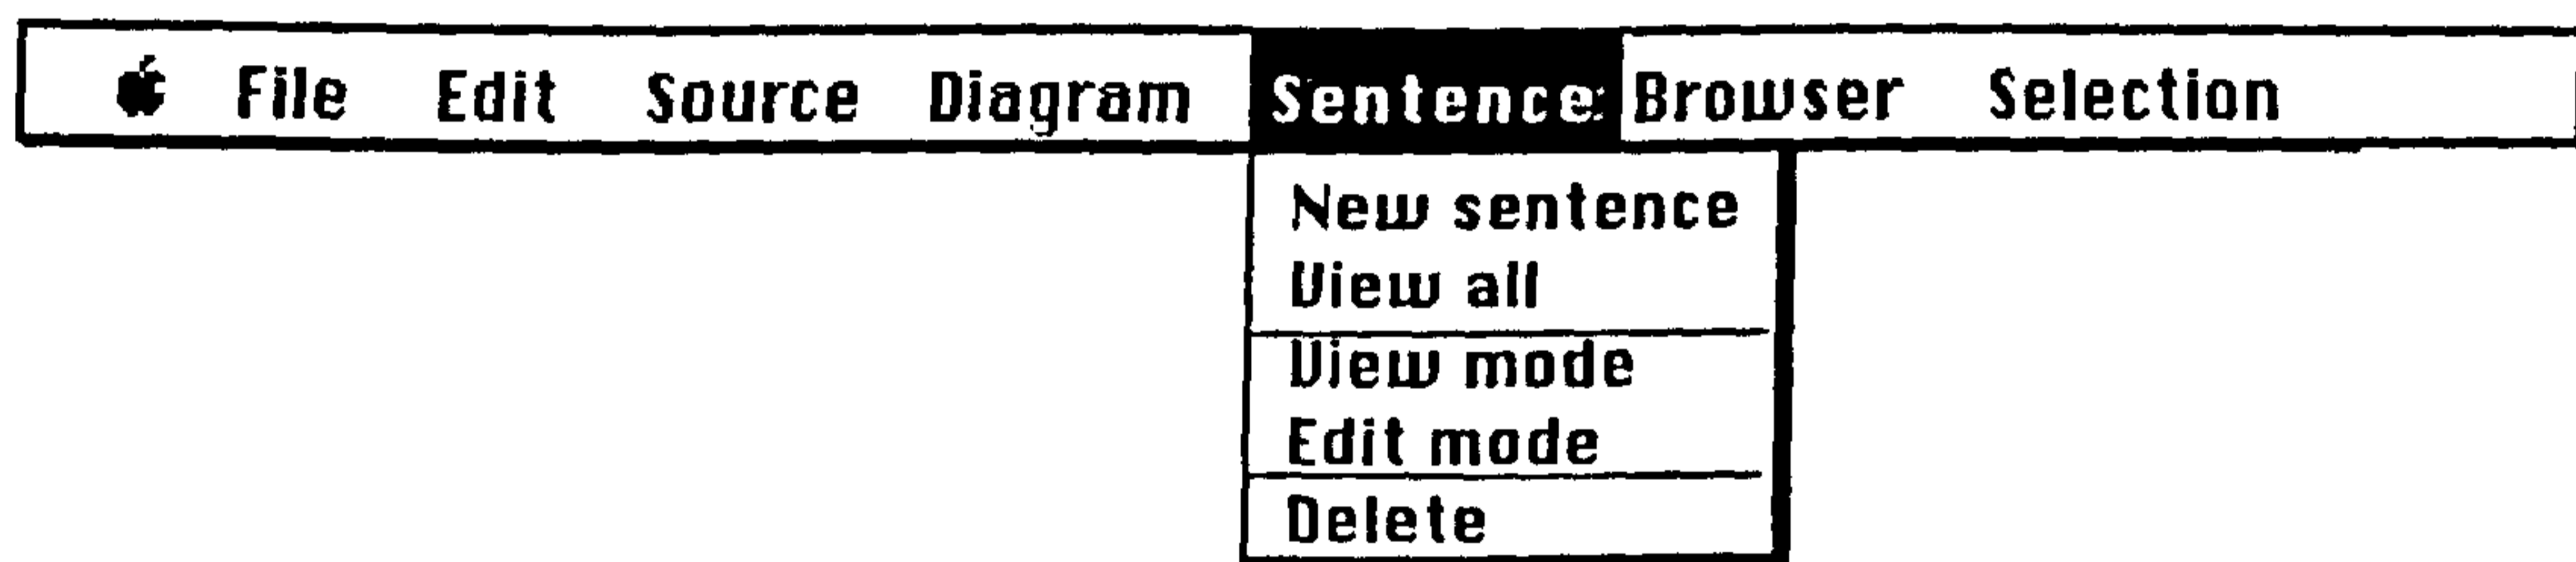 File Edit Source Diagram Sentence Browser Selection
New sentence
View all
View mode
Edit mode
Delete